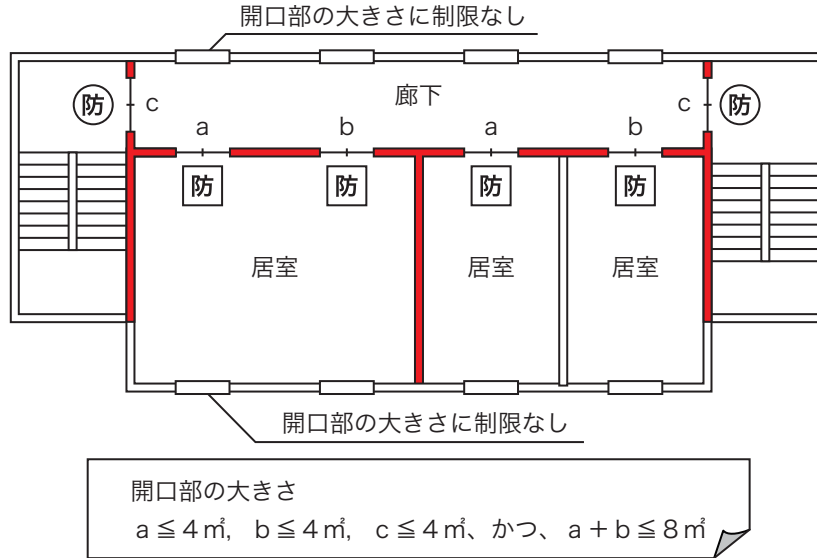 開口部の大きさに制限なし
廊下
防 c
c 防
a
b
a
b
防
防
防
防
居室
居室
居室
開口部の大きさに制限なし
開口部の大きさ
a≦4㎡, b≦4㎡, c≦4㎡、かつ、a+b≦8㎡